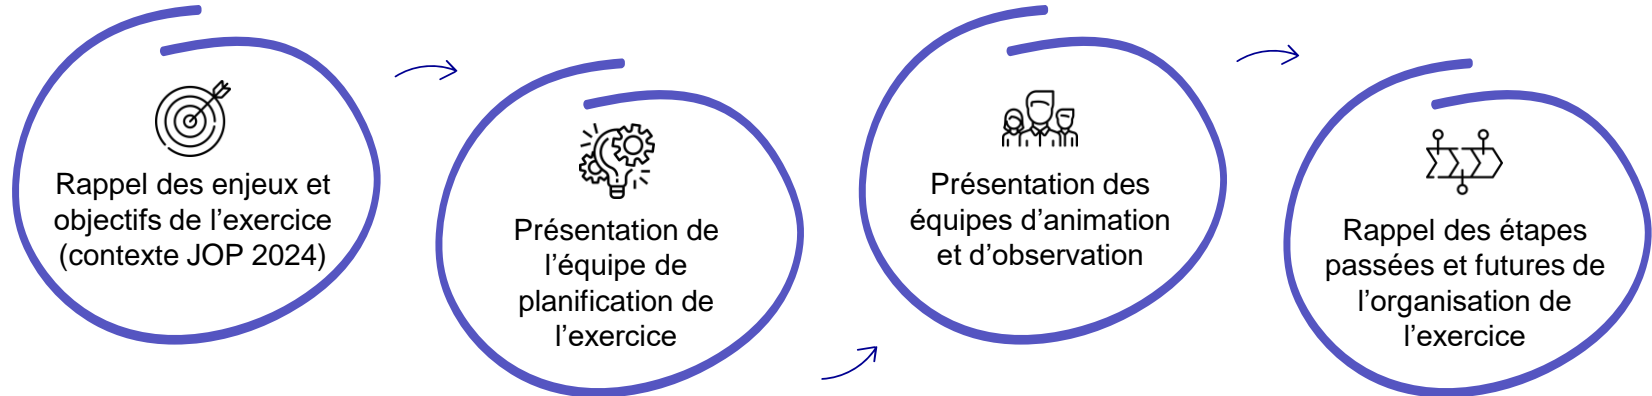 Rappel des enjeux et
objectifs de l’exercice
(contexte JOP 2024)
Présentation de
l’équipe de
planification de
l’exercice
Présentation des
équipes d’animation
et d’observation
Rappel des étapes
passées et futures de
l’organisation de
l’exercice